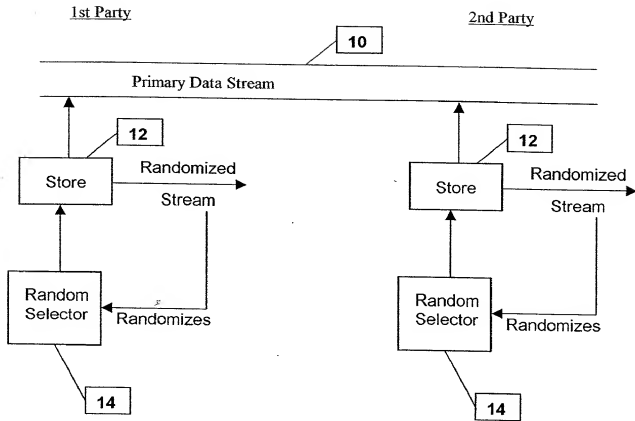 1st Party
2nd Party
10
Primary Data Stream
12
12
Store
Randomized
Stream
Store
Randomized
Stream
Random
Selector
Randomizes
Random
Selector
Randomizes
14
14